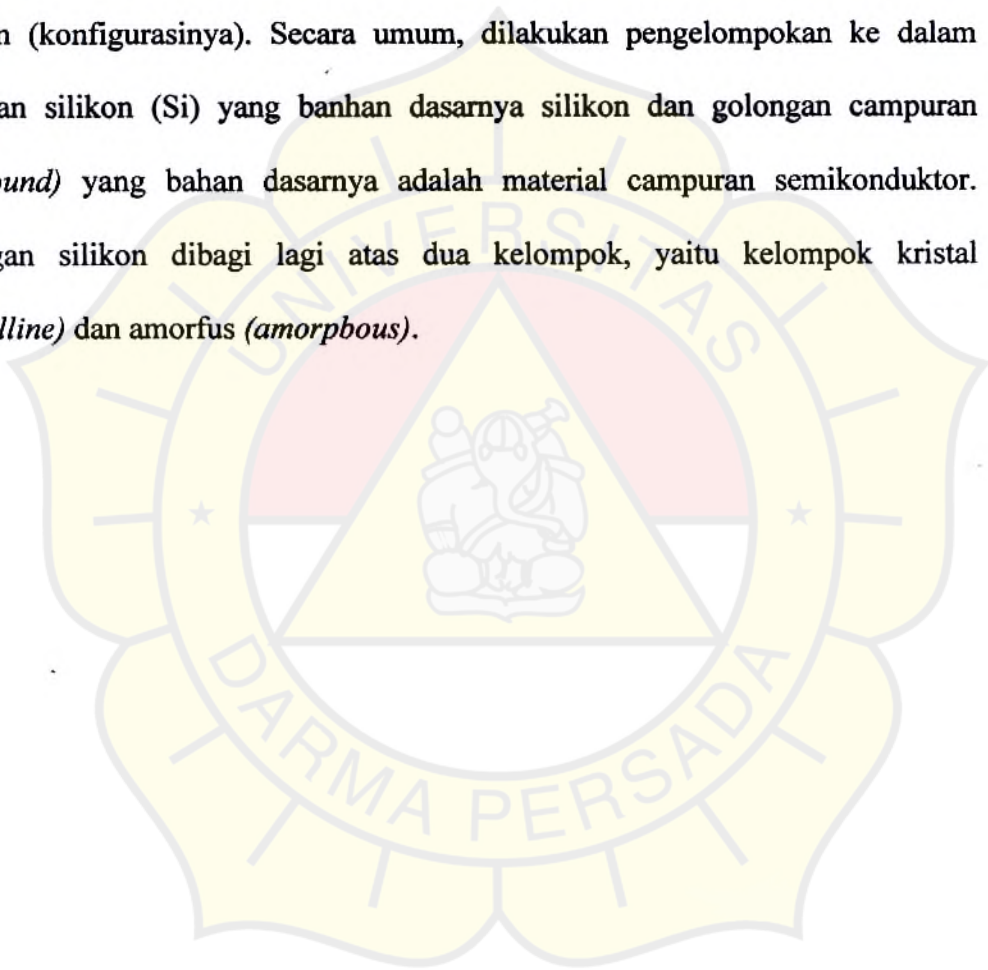 n (konfigurasinya). Secara umum, dilakukan pengelompokan ke dalam
an silikon (Si) yang banhan dasarnya silikon dan golongan campuran
ound) yang bahan dasarnya adalah material campuran semikonduktor.
gan silikon dibagi lagi atas dua kelompok, yaitu kelompok kristal
lline) dan amorfus (amorpbous).
UNIVERSITAS
DARMA PERSADA